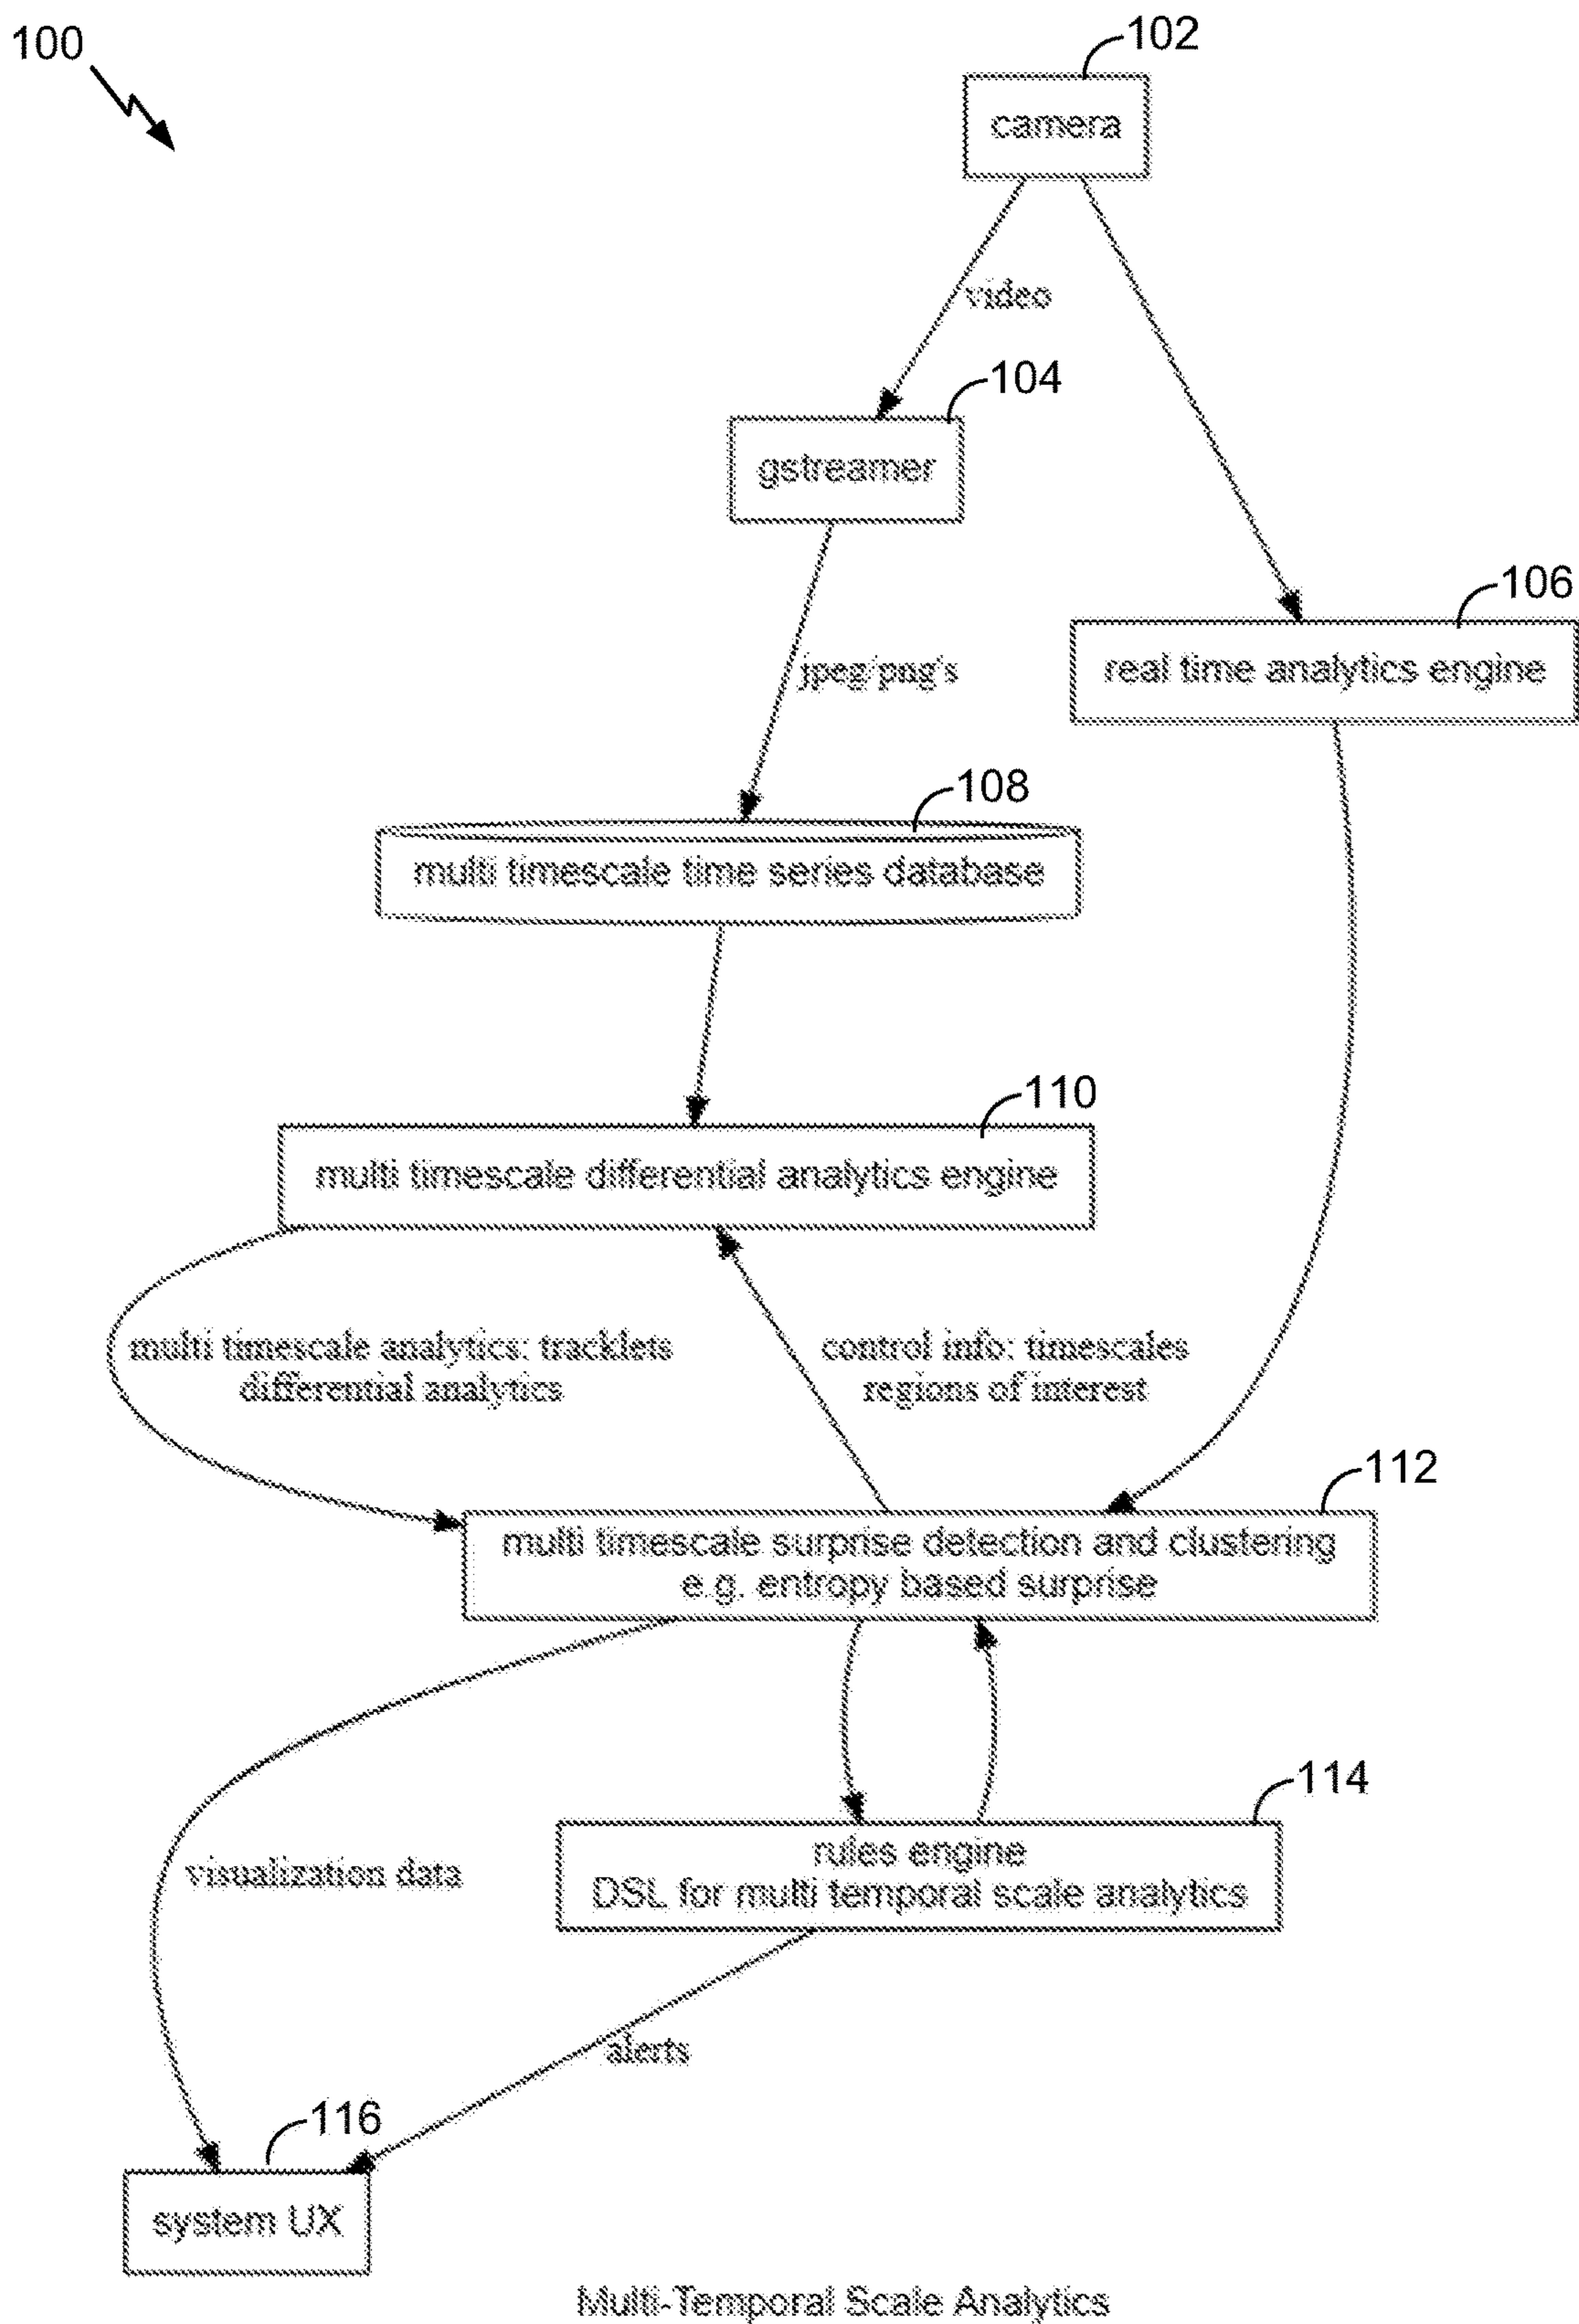 100
102
camera
video
104
gstreamer
106
real time analytics engine
jpeg/png's
108
multi timescale time series database
110
multi timescale differential analytics engine
multi timescale analytics: tracklets
differential analytics
control info: timescales
regions of interest
112
multi timescale surprise detection and clustering
e.g. entropy based surprise
114
rules engine
DSL for multi temporal scale analytics
visualization data
alerts
116
system UX
Multi-Temporal Scale Analytics